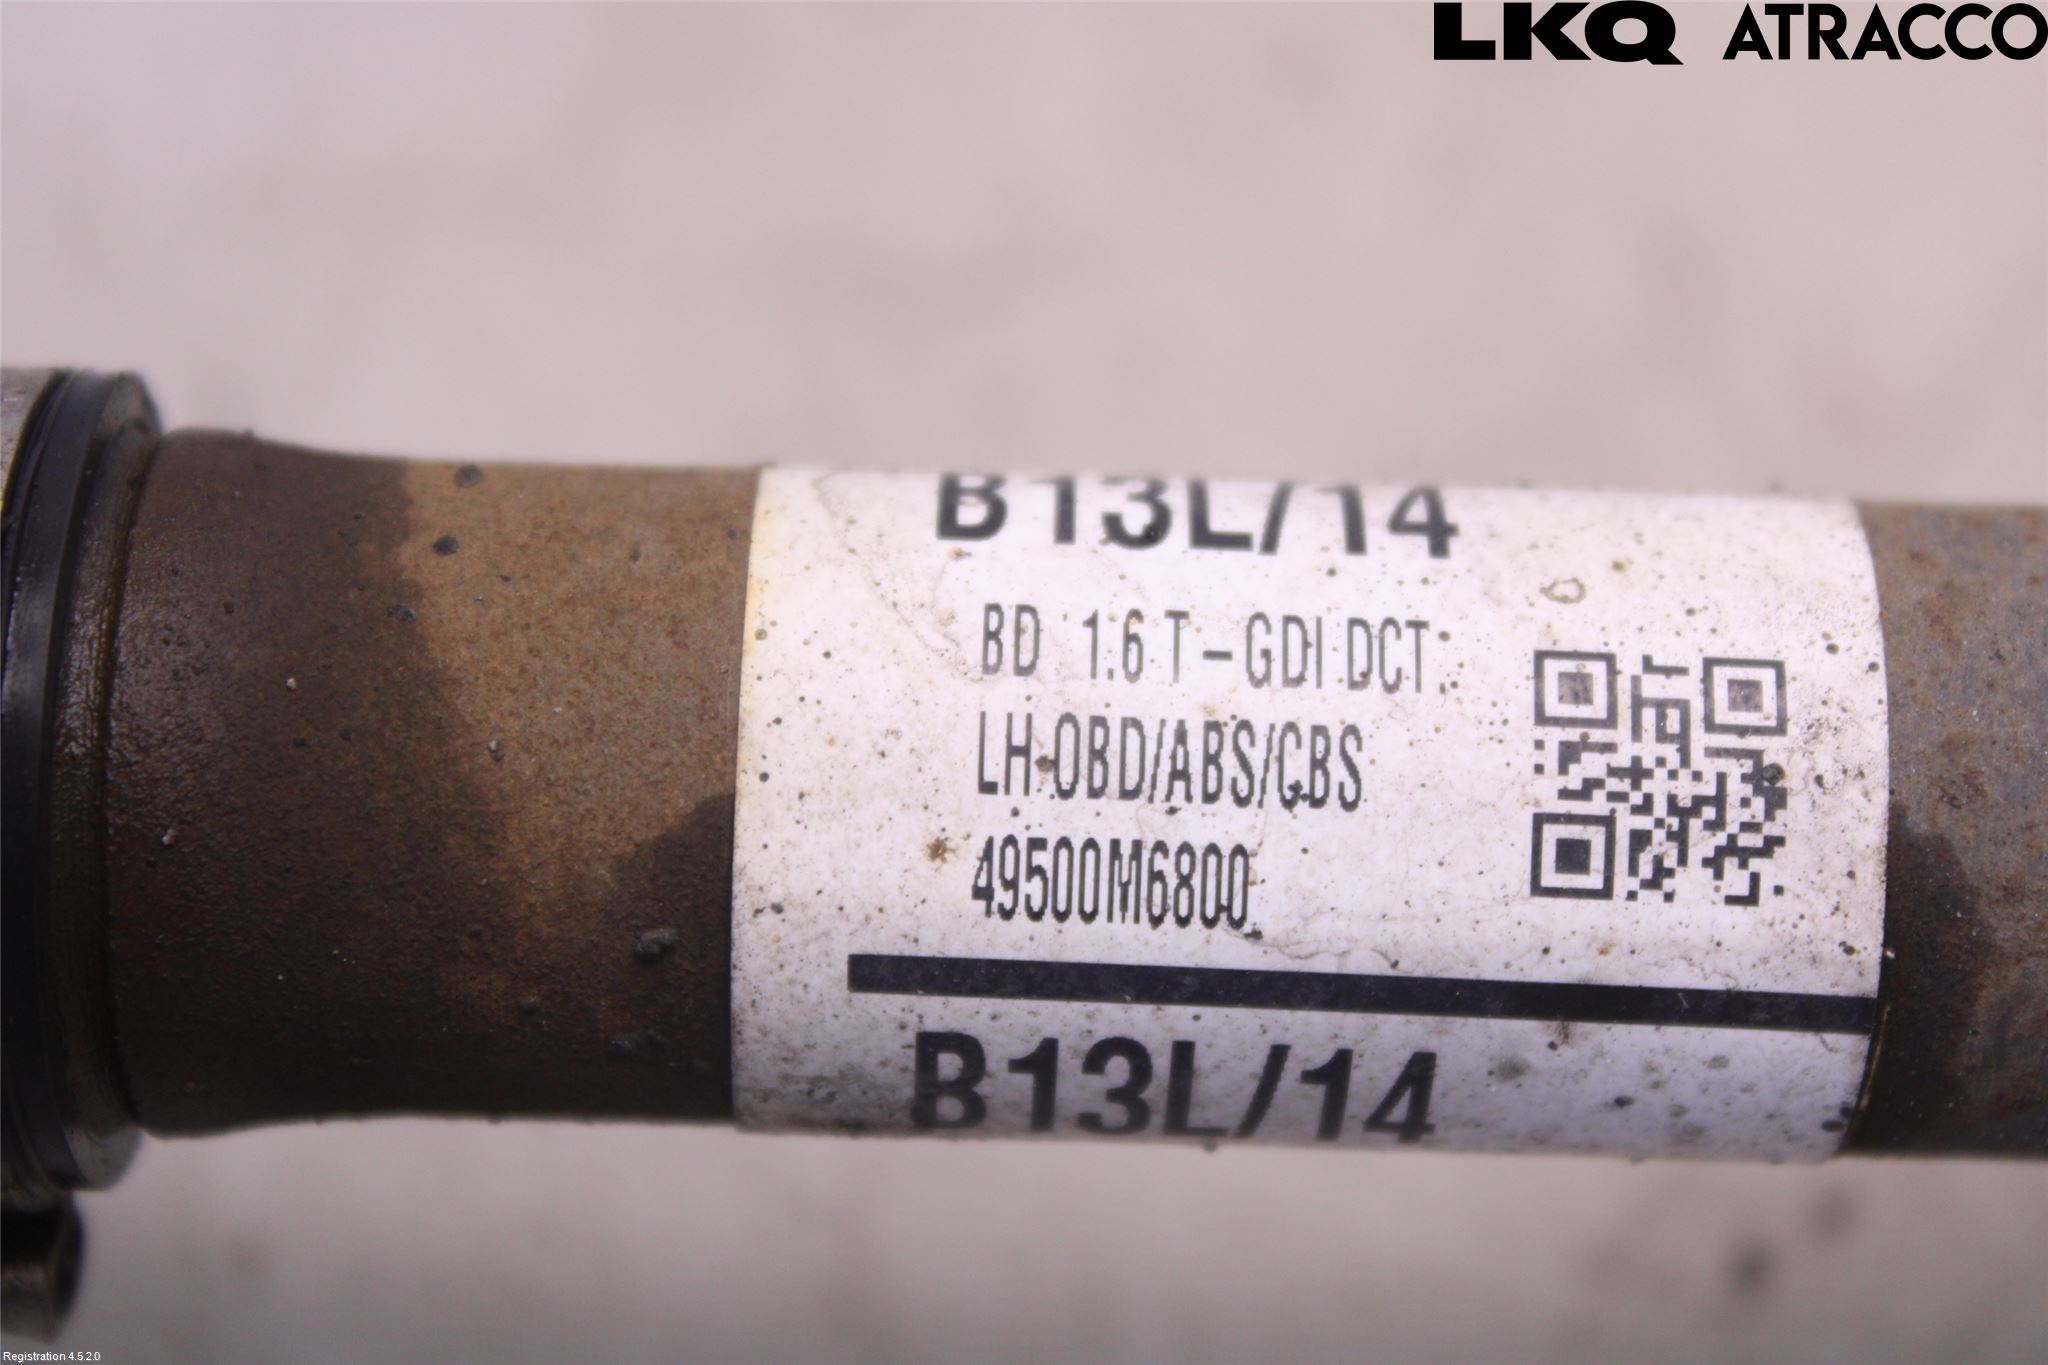 LKQ ATRACCO
B13L/14
BD 1.6 T-GDI DCT
LH OBD/ABS/CBS
49500M6800
B13L/14
Registration 4.5.2.0